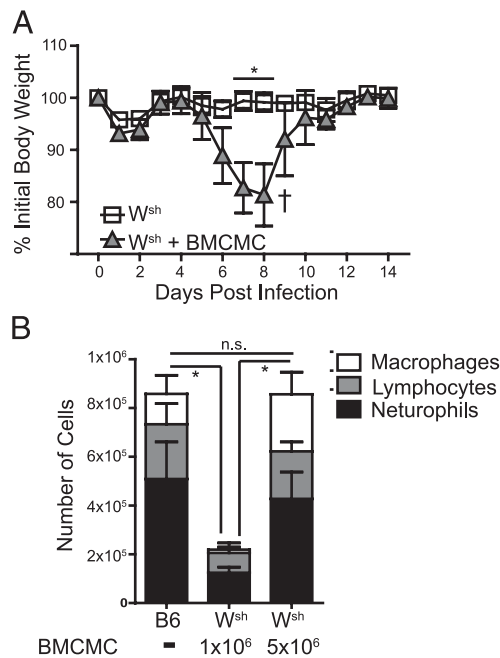 A
% Initial Body Weight
100
90
80
*
†
Wsh
Wsh + BMCMC
0 2 4 6 8 10 12 14
Days Post Infection
B
Number of Cells
1x10⁶
8x10⁵
6x10⁵
4x10⁵
2x10⁵
0
n.s.
* *
Macrophages
Lymphocytes
Neturophils
B6 Wsh Wsh
BMCMC - 1x10⁶ 5x10⁶